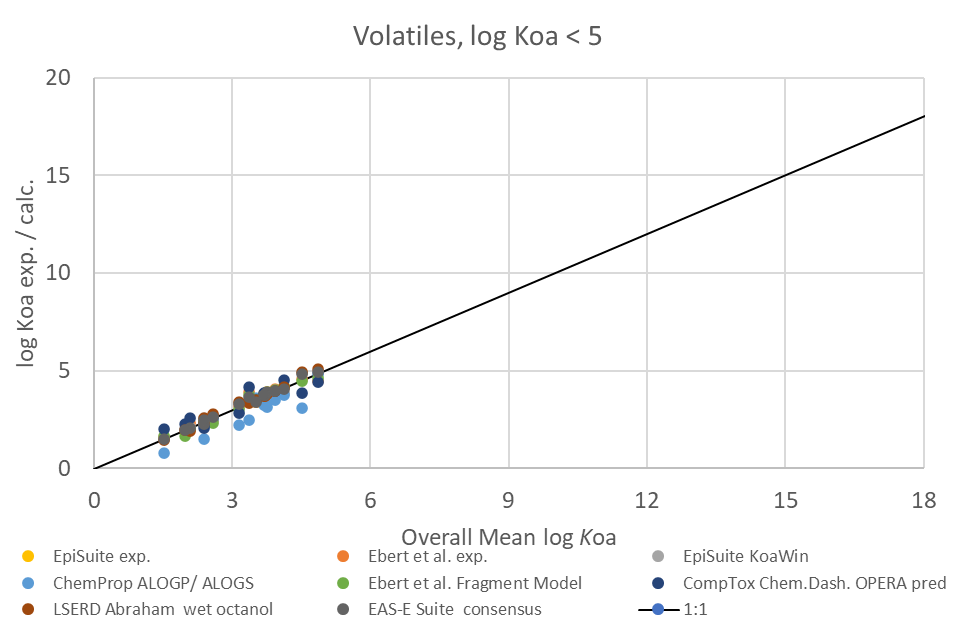 Volatiles, log Koa < 5
log Koa exp. / calc.
20
15
10
5
0
0 3 6 9 12 15 18
Overall Mean log Koa
EpiSuite exp. Ebert et al. exp. EpiSuite KoaWin
ChemProp ALOGP/ ALOGS Ebert et al. Fragment Model CompTox Chem.Dash. OPERA pred
LSERD Abraham wet octanol EAS-E Suite consensus 1:1